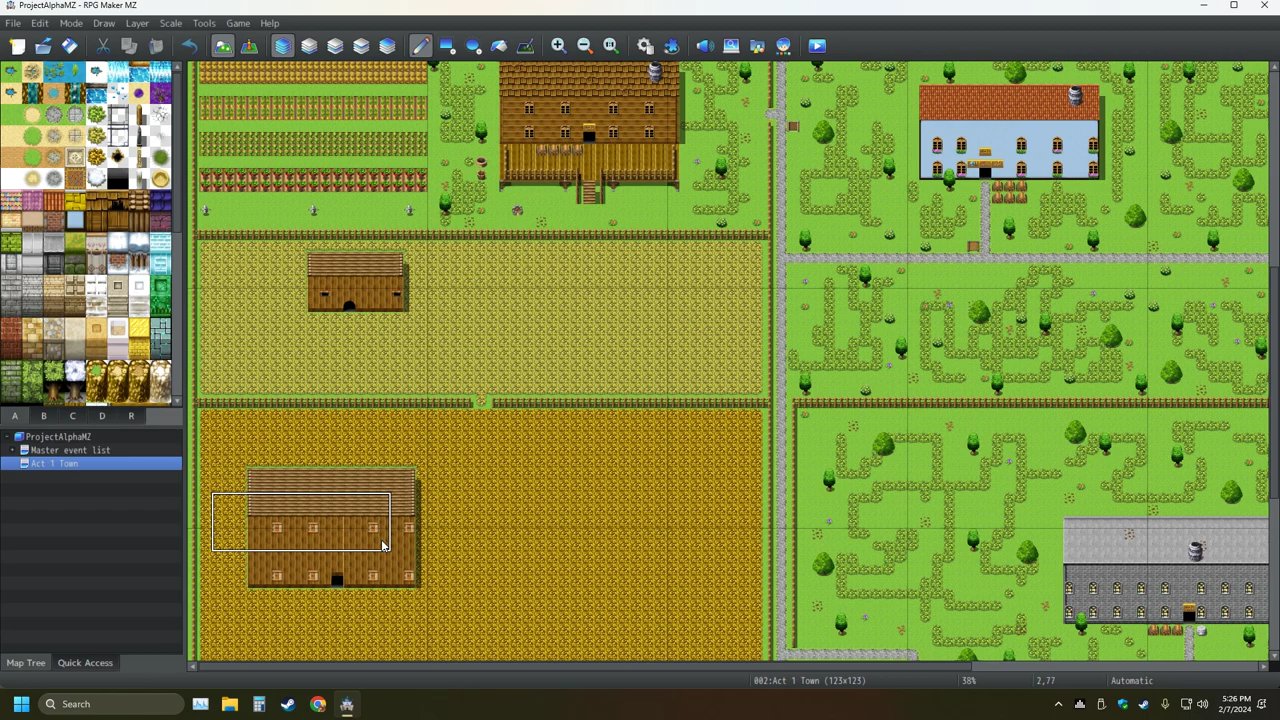 ProjectAlphaMZ - RPG Maker MZ
File Edit Mode Draw Layer Scale Tools Game Help
A B C D R
ProjectAlphaMZ
Master event list
Act 1 Town
Map Tree Quick Access
002:Act 1 Town (123x123) 38% 2,77 Automatic
Search
5:26 PM
2/7/2024